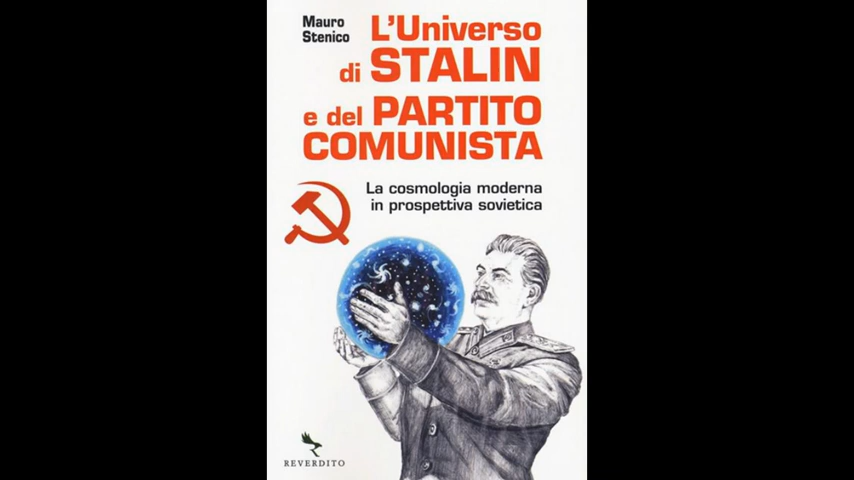 Mauro
Stenico
L'Universo
di STALIN
e del PARTITO
COMUNISTA
La cosmologia moderna
in prospettiva sovietica
REVERDITO